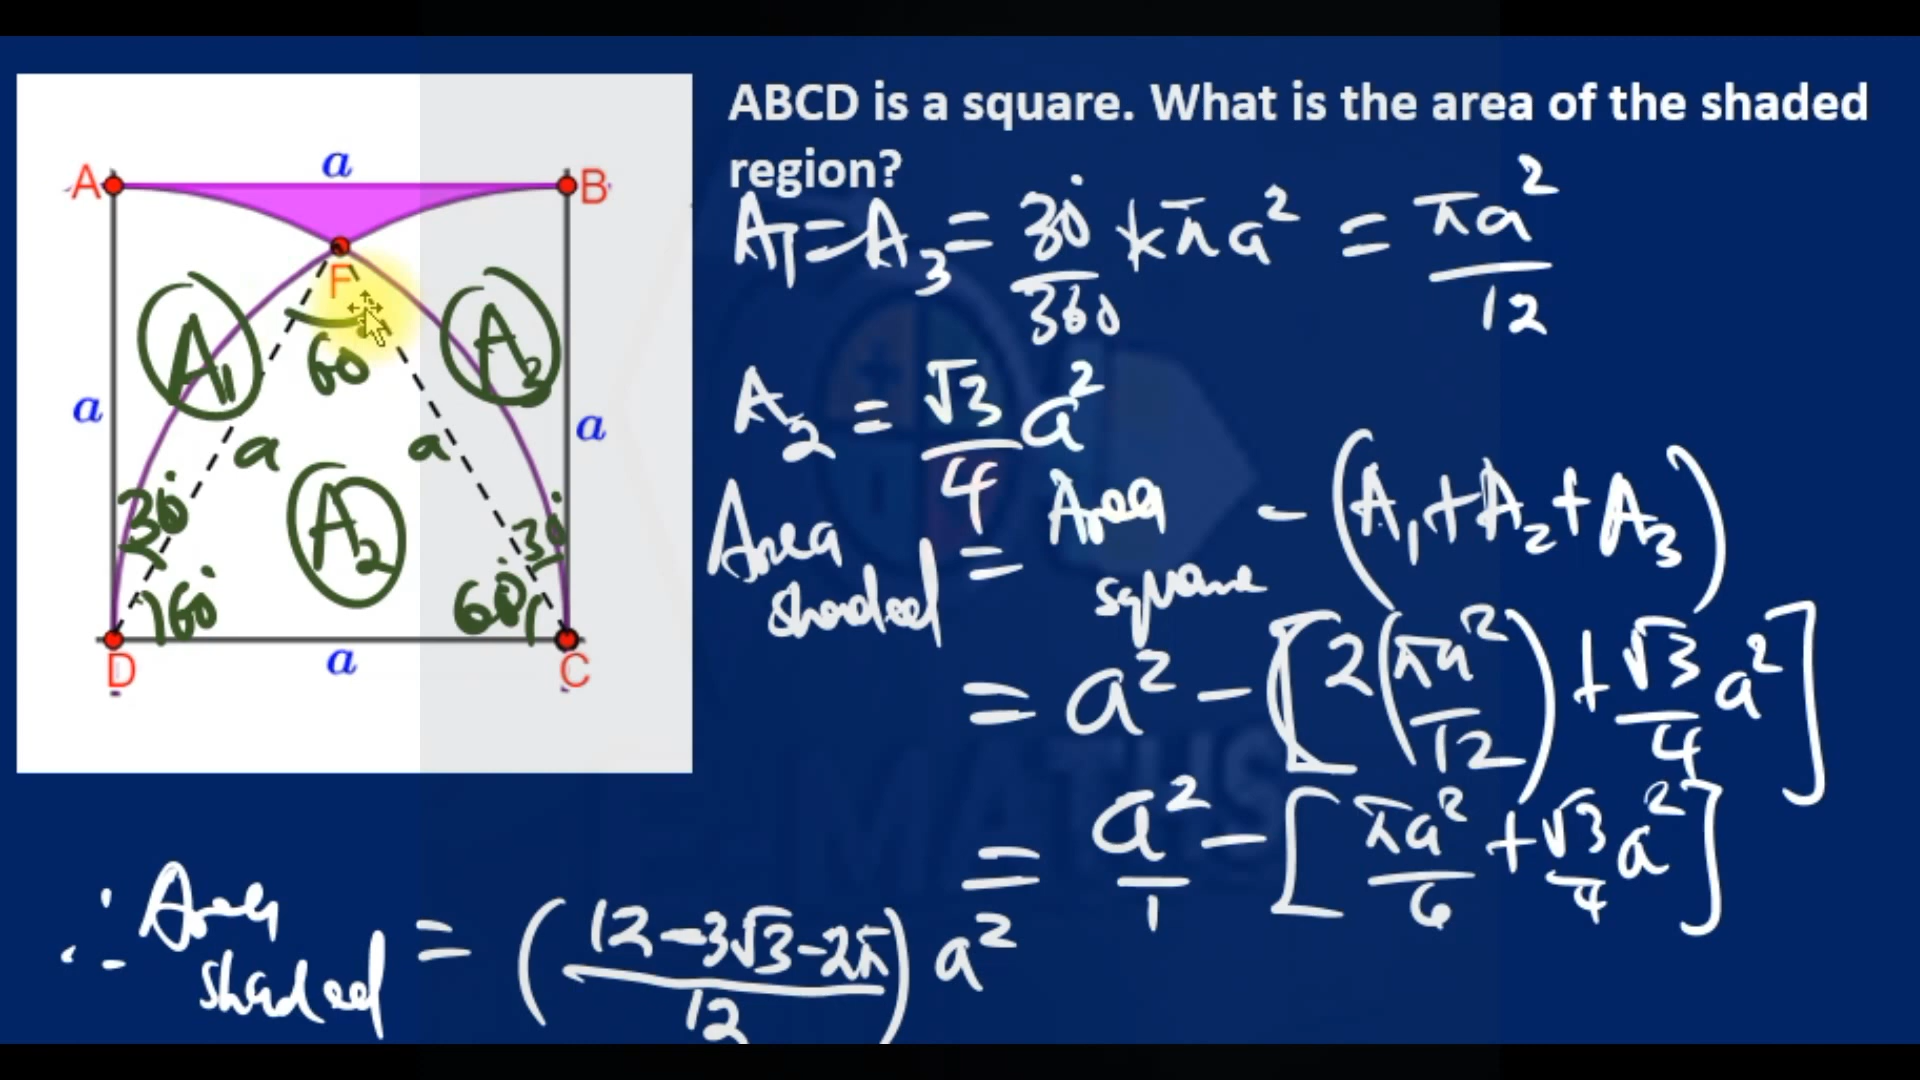 ABCD is a square. What is the area of the shaded
region?
A₁ = A₃ = 30°/360 × πa² = πa²/12
A₂ = √3/4 a²
Area shaded = Area square - (A₁ + A₂ + A₃)
= a² - [2(πa²/12) + √3/4 a²]
= a²/1 - [πa²/6 + √3/4 a²]
∴ Area shaded = (12 - 3√3 - 2π / 12) a²
a
A B
F
A₁ 60 A₃
a a
a a
30° A₂ 30°
60° 60°
D a C
MATHS